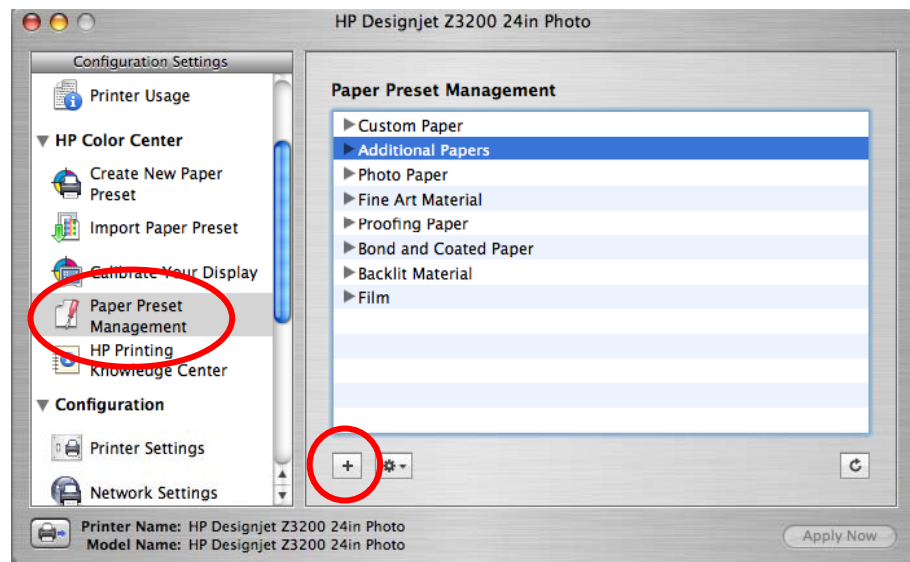 HP Designjet Z3200 24in Photo
Configuration Settings
Printer Usage
HP Color Center
Create New Paper
Preset
Import Paper Preset
Calibrate Your Display
Paper Preset
Management
HP Printing
Knowledge Center
Configuration
Printer Settings
Network Settings
Paper Preset Management
Custom Paper
Additional Papers
Photo Paper
Fine Art Material
Proofing Paper
Bond and Coated Paper
Backlit Material
Film
+
Printer Name: HP Designjet Z3200 24in Photo
Model Name: HP Designjet Z3200 24in Photo
Apply Now